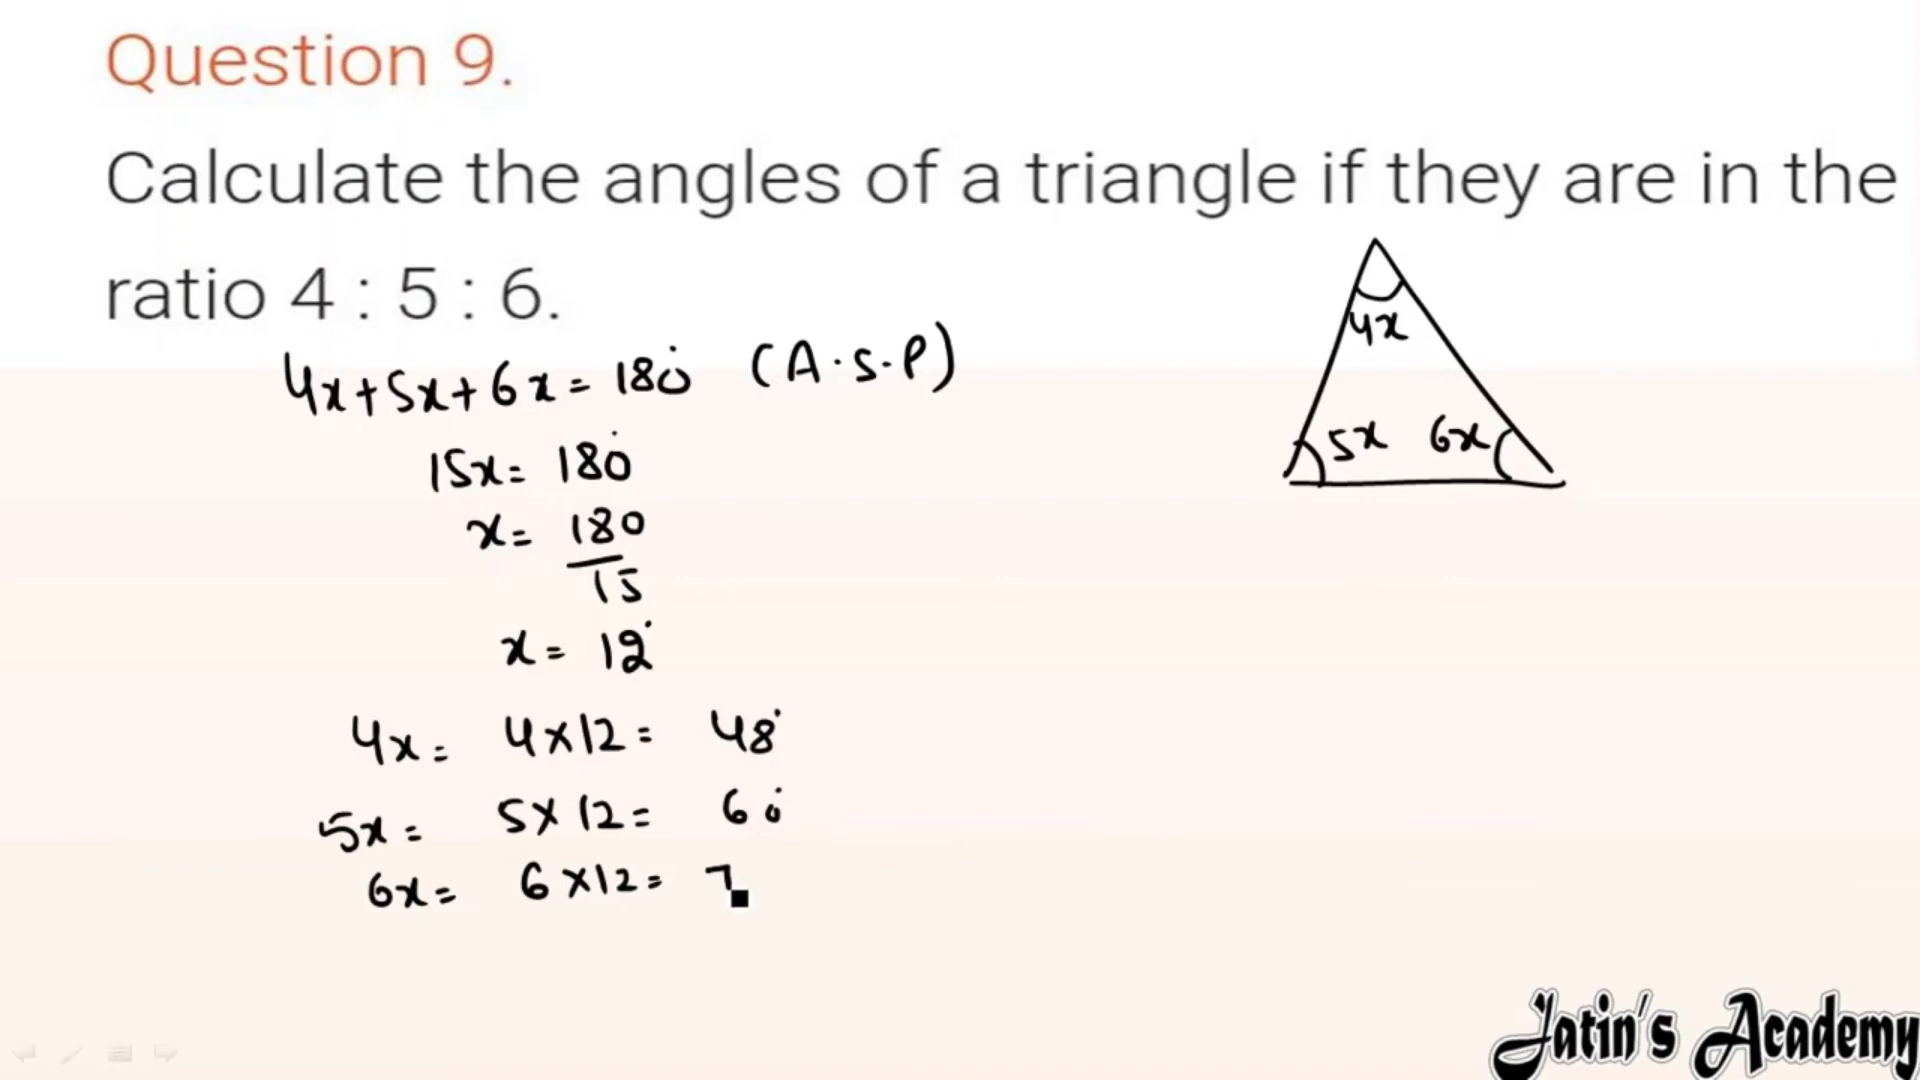 Question 9.
Calculate the angles of a triangle if they are in the
ratio 4 : 5 : 6.
4x+5x+6x = 180° (A.S.P)
15x = 180°
x = 180
15
x = 12°
4x = 4×12 = 48°
5x = 5×12 = 60°
6x = 6×12 = 7
4x
5x 6x
Jatin's Academy